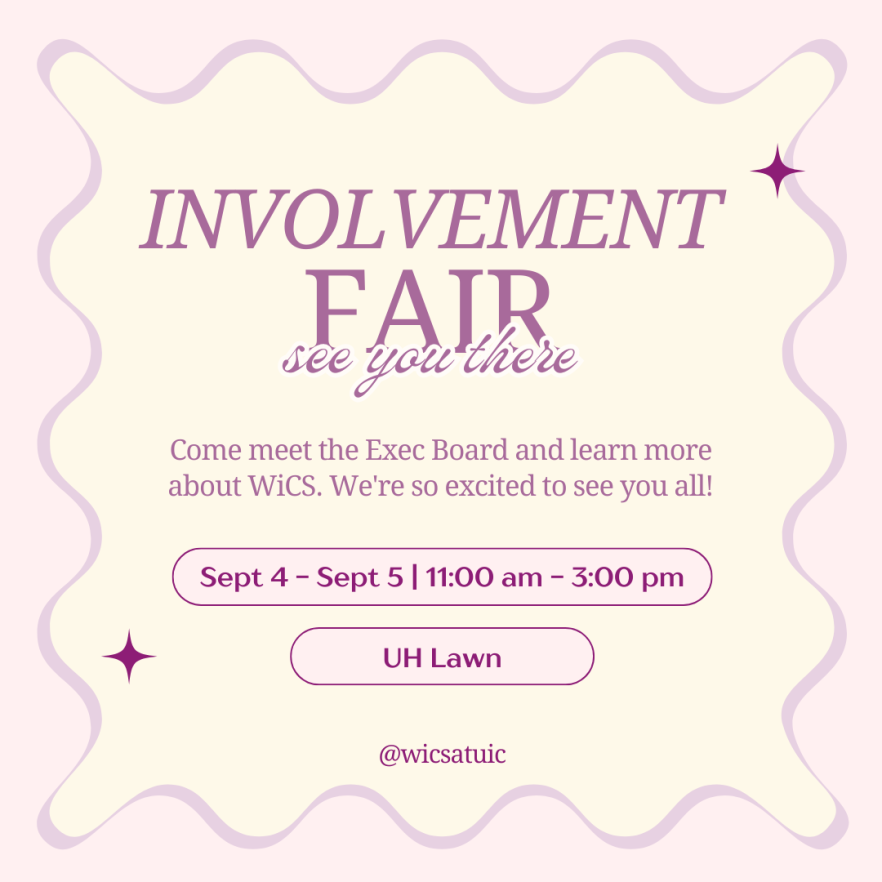 INVOLVEMENT
FAIR
see you there
Come meet the Exec Board and learn more
about WiCS. We're so excited to see you all!
Sept 4 - Sept 5 | 11:00 am - 3:00 pm
UH Lawn
@wicsatuic